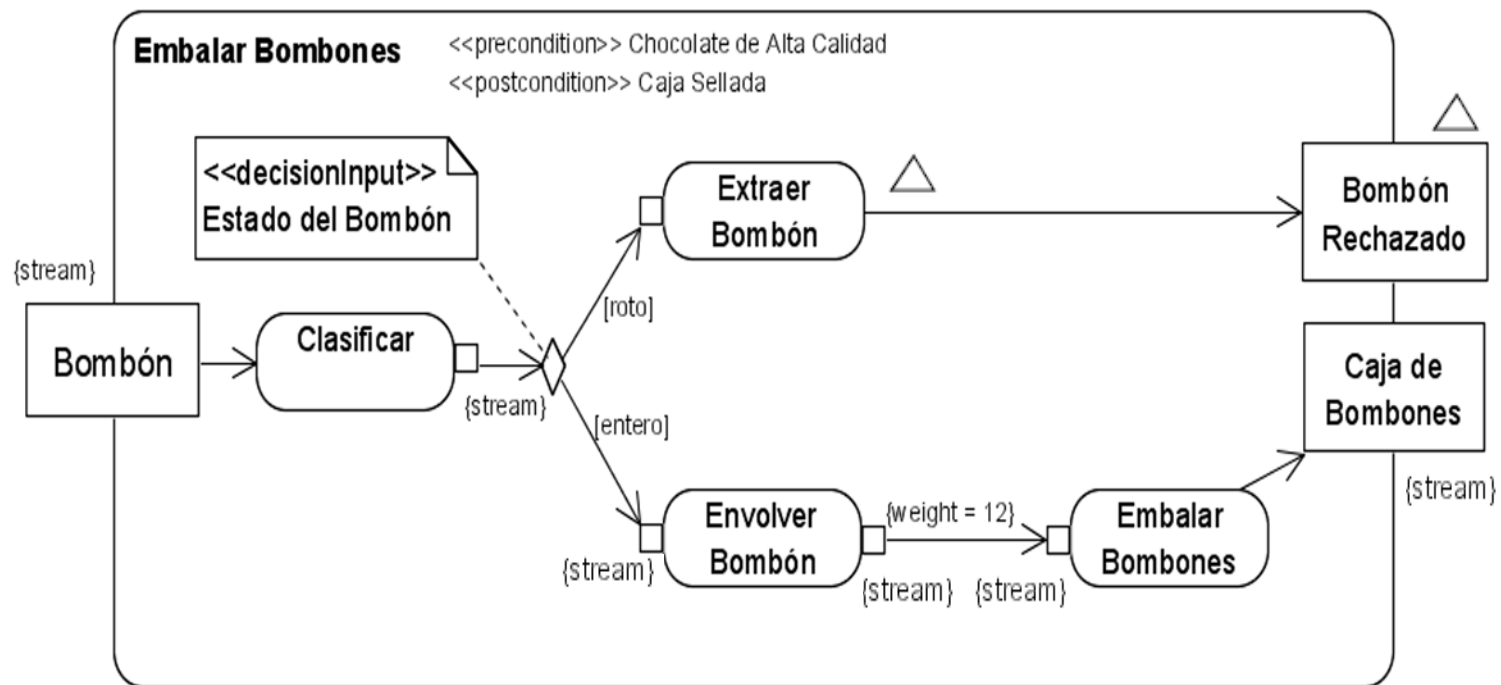 Embalar Bombones
<<precondition>> Chocolate de Alta Calidad
<<postcondition>> Caja Sellada
<<decisionInput>>
Estado del Bombón
{stream}
Bombón
Clasificar
{stream}
[roto]
[entero]
Extraer
Bombón
Bombón
Rechazado
Caja de
Bombones
{stream}
Envolver
Bombón
{stream}
{weight = 12}
{stream}
{stream}
Embalar
Bombones